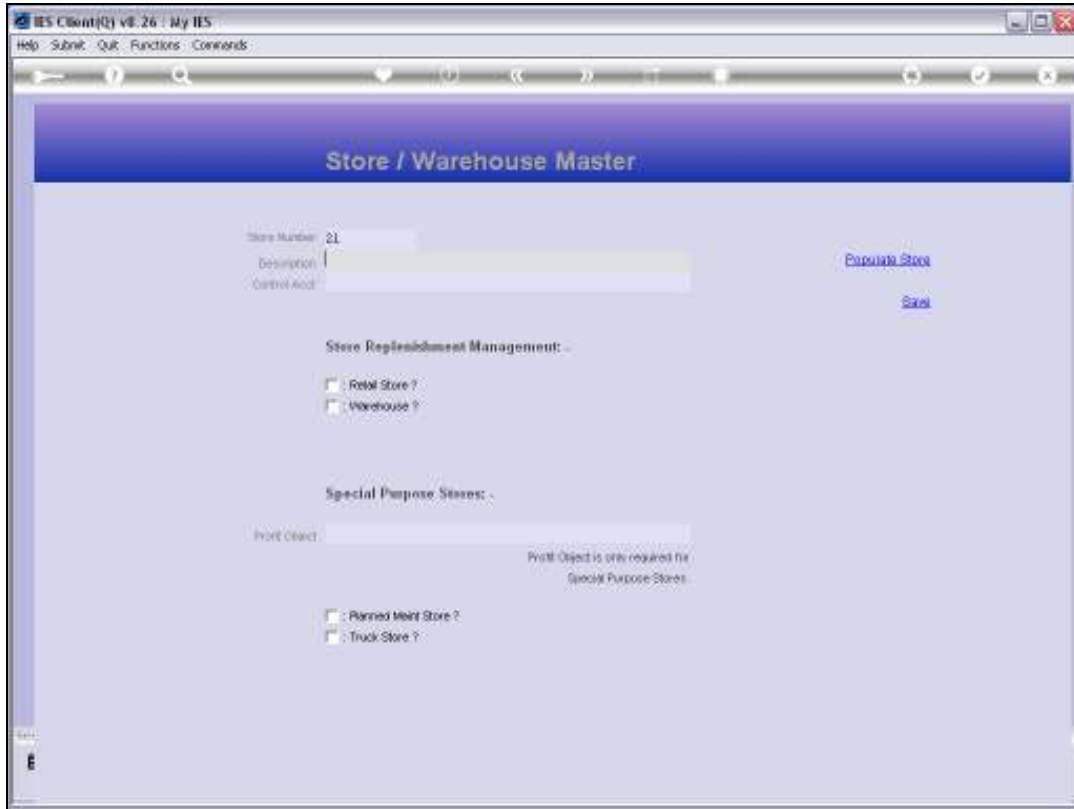 IES Client(Q) v8.26 : My IES
Help Submit Quit Functions Commands
Store / Warehouse Master
Store Number 21
Description
Control Acct
Populate Store
Save
Store Replenishment Management: -
: Retail Store ?
: Warehouse ?
Special Purpose Stores: -
Profit Object
Profit Object is only required for
Special Purpose Stores.
: Planned Maint Store ?
: Truck Store ?